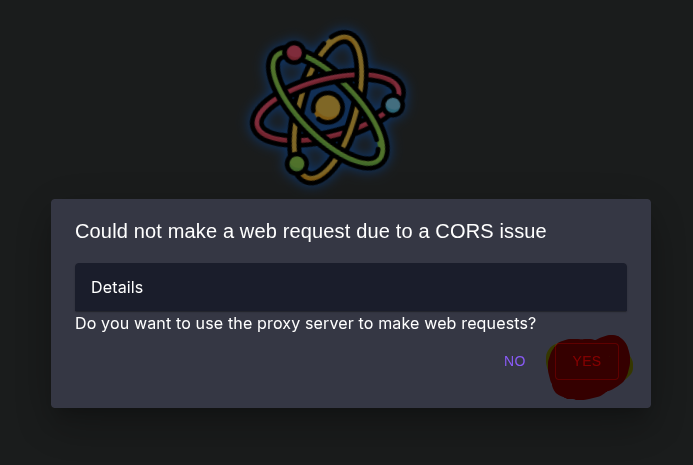 Could not make a web request due to a CORS issue
Details
Do you want to use the proxy server to make web requests?
NO YES